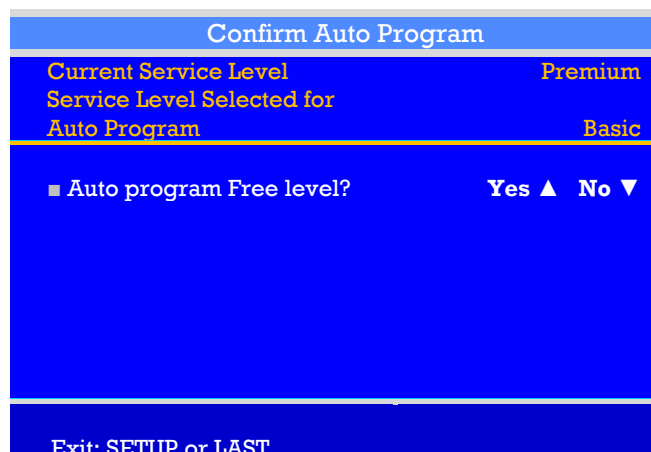 Confirm Auto Program
Current Service Level Premium
Service Level Selected for
Auto Program Basic
■ Auto program Free level? Yes ▲ No ▼
Exit: SETUP or LAST